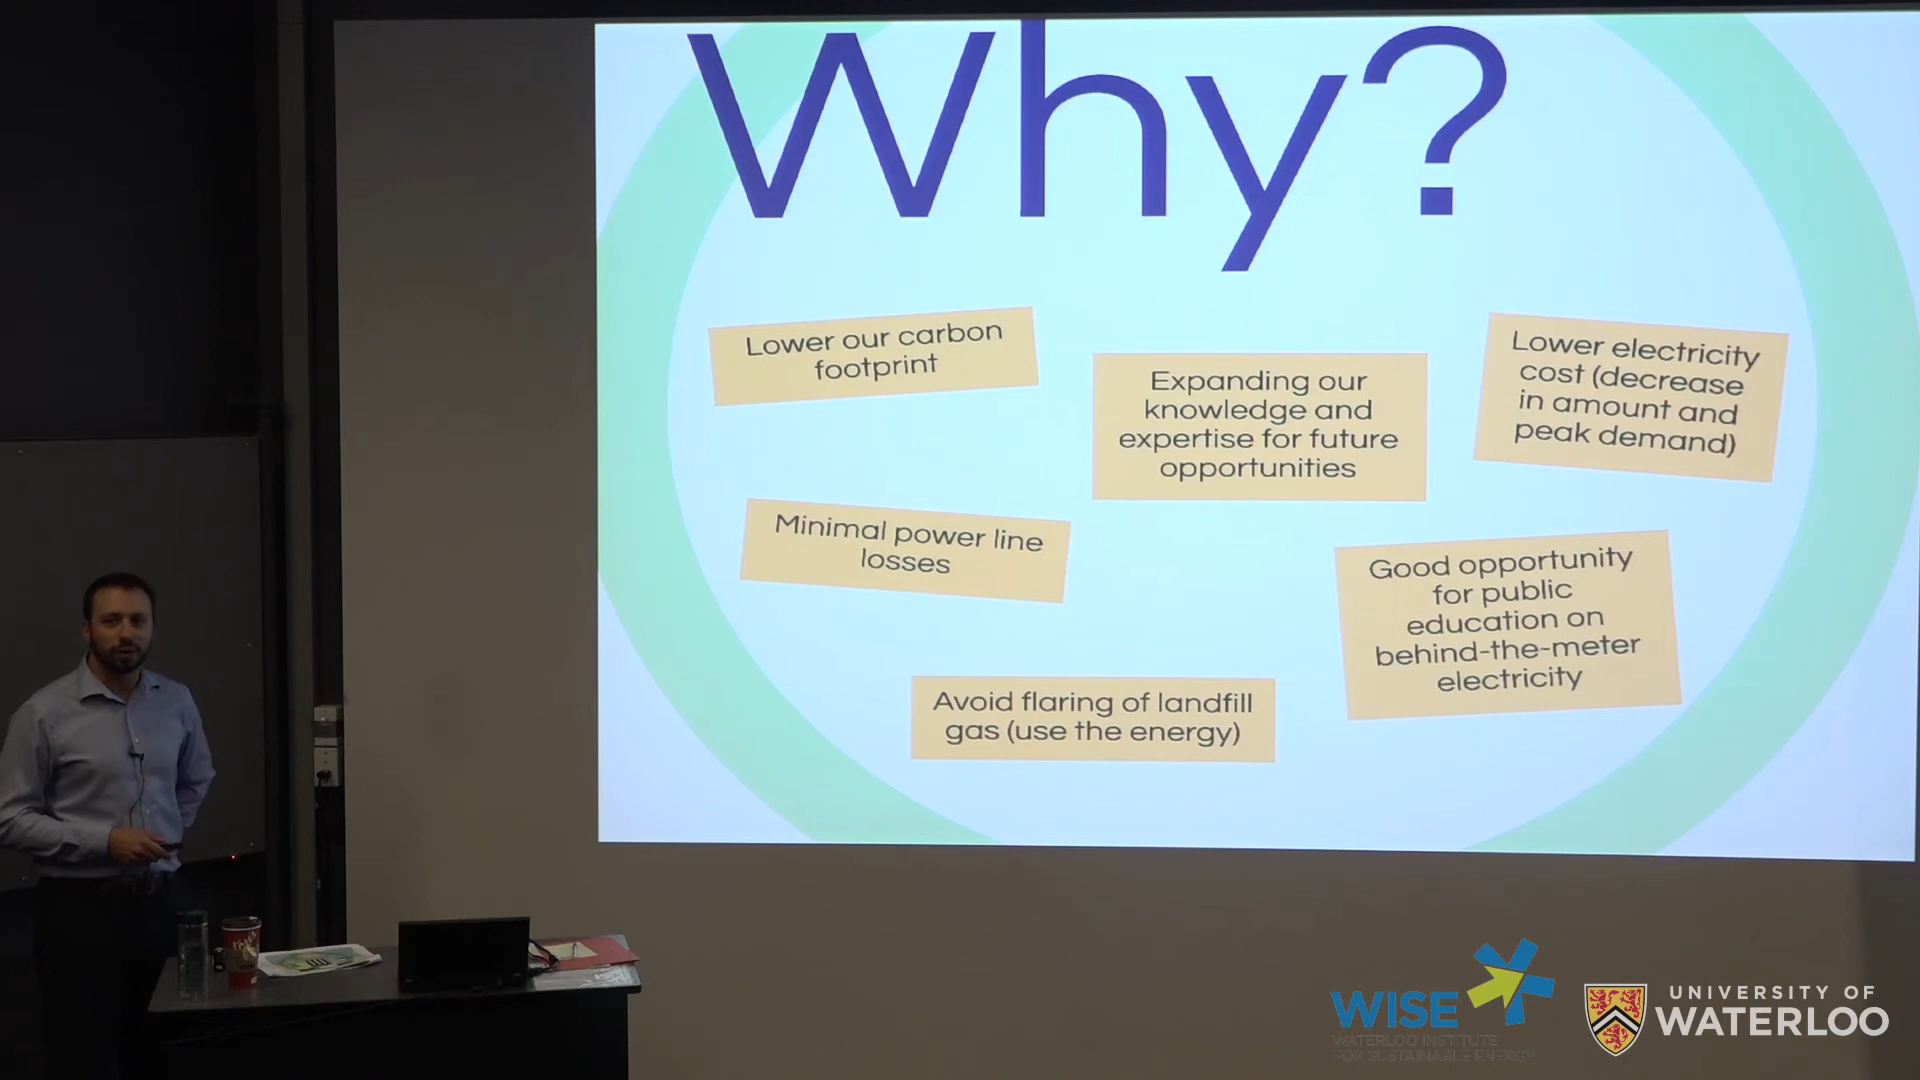 Why?
Lower our carbon
footprint
Expanding our
knowledge and
expertise for future
opportunities
Lower electricity
cost (decrease
in amount and
peak demand)
Minimal power line
losses
Good opportunity
for public
education on
behind-the-meter
electricity
Avoid flaring of landfill
gas (use the energy)
WISE
WATERLOO INSTITUTE
FOR SUSTAINABLE ENERGY
UNIVERSITY OF
WATERLOO